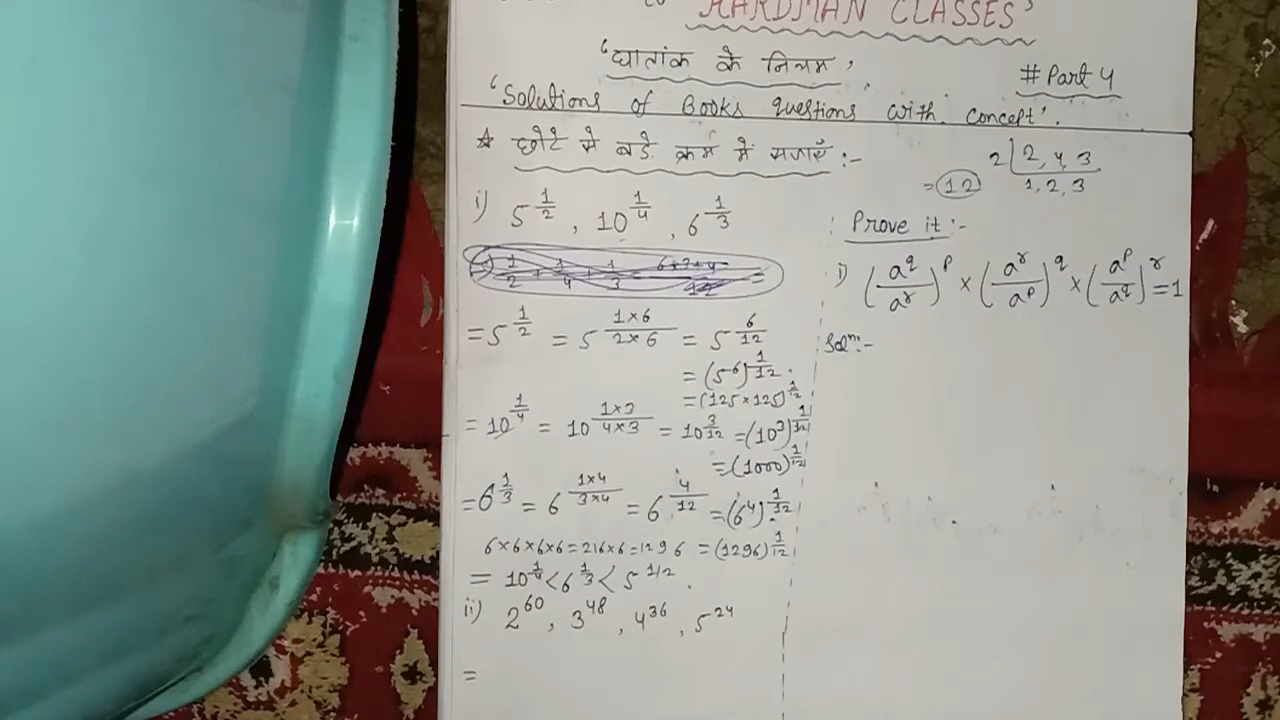 HARDMAN CLASSES'
'घातांक के नियम,
# Part 4
'Solutions of Books questions with concept'.
☆ छोटे से बड़े क्रम में सजाएँ :-
i) 5^(1/2), 10^(1/4), 6^(1/3)
= 5^(1/2) = 5^((1×6)/(2×6)) = 5^(6/12)
= (5^6)^(1/12)
= (125×125)^(1/12)
= 10^(1/4) = 10^((1×3)/(4×3)) = 10^(3/12) = (10^3)^(1/12)
= (1000)^(1/12)
= 6^(1/3) = 6^((1×4)/(3×4)) = 6^(4/12) = (6^4)^(1/12)
6×6×6×6 = 216×6 = 1296 = (1296)^(1/12)
= 10^(1/4) < 6^(1/3) < 5^(1/2).
ii) 2^60, 3^48, 4^36, 5^24
=
2 | 2, 4, 3
1, 2, 3
= 12
Prove it :-
i) (a^q/a^r)^p × (a^r/a^p)^q × (a^p/a^q)^r = 1
Solⁿ:-